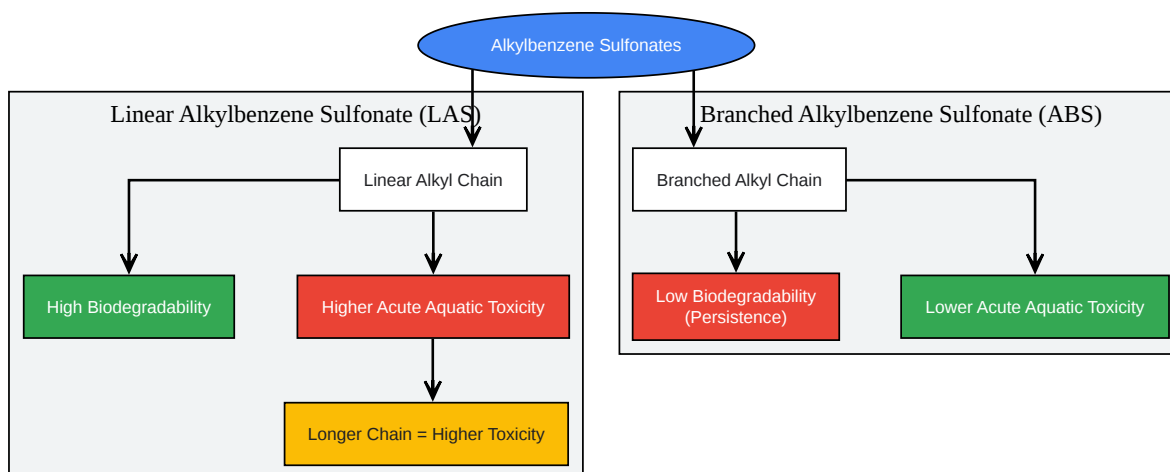 Alkylbenzene Sulfonates
Linear Alkylbenzene Sulfonate (LAS)
Linear Alkyl Chain
High Biodegradability
Higher Acute Aquatic Toxicity
Longer Chain = Higher Toxicity
Branched Alkylbenzene Sulfonate (ABS)
Branched Alkyl Chain
Low Biodegradability
(Persistence)
Lower Acute Aquatic Toxicity